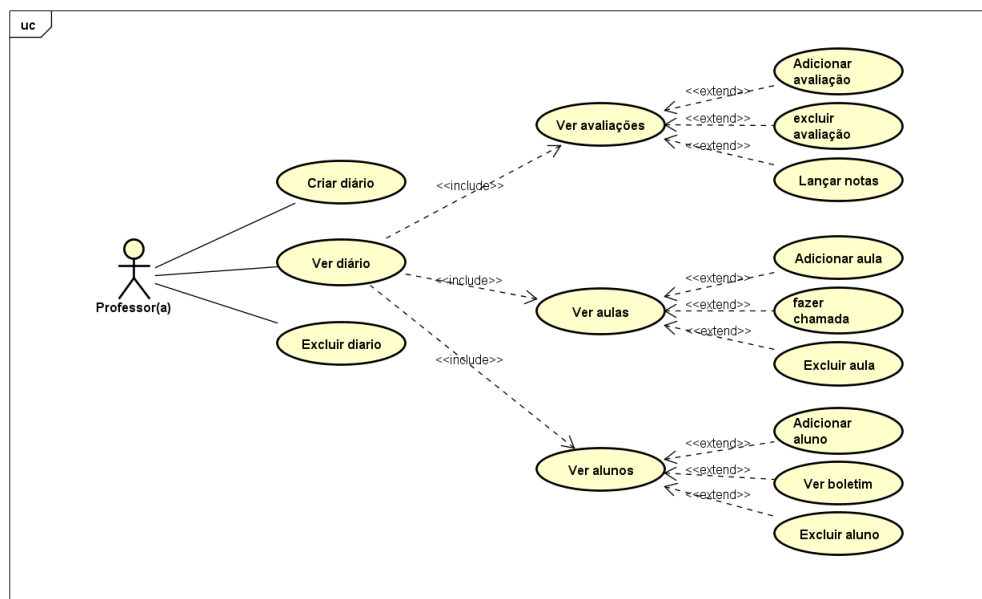 uc
Adicionar
avaliação
<<extend>>
Ver avaliações
<<extend>>
excluir
avaliação
<<extend>>
Lançar notas
Criar diário
<<include>>
Professor(a)
Ver diário
<<include>>
Ver aulas
<<extend>>
Adicionar aula
<<extend>>
fazer
chamada
<<extend>>
Excluir aula
Excluir diario
<<include>>
Ver alunos
<<extend>>
Adicionar
aluno
<<extend>>
Ver boletim
<<extend>>
Excluir aluno